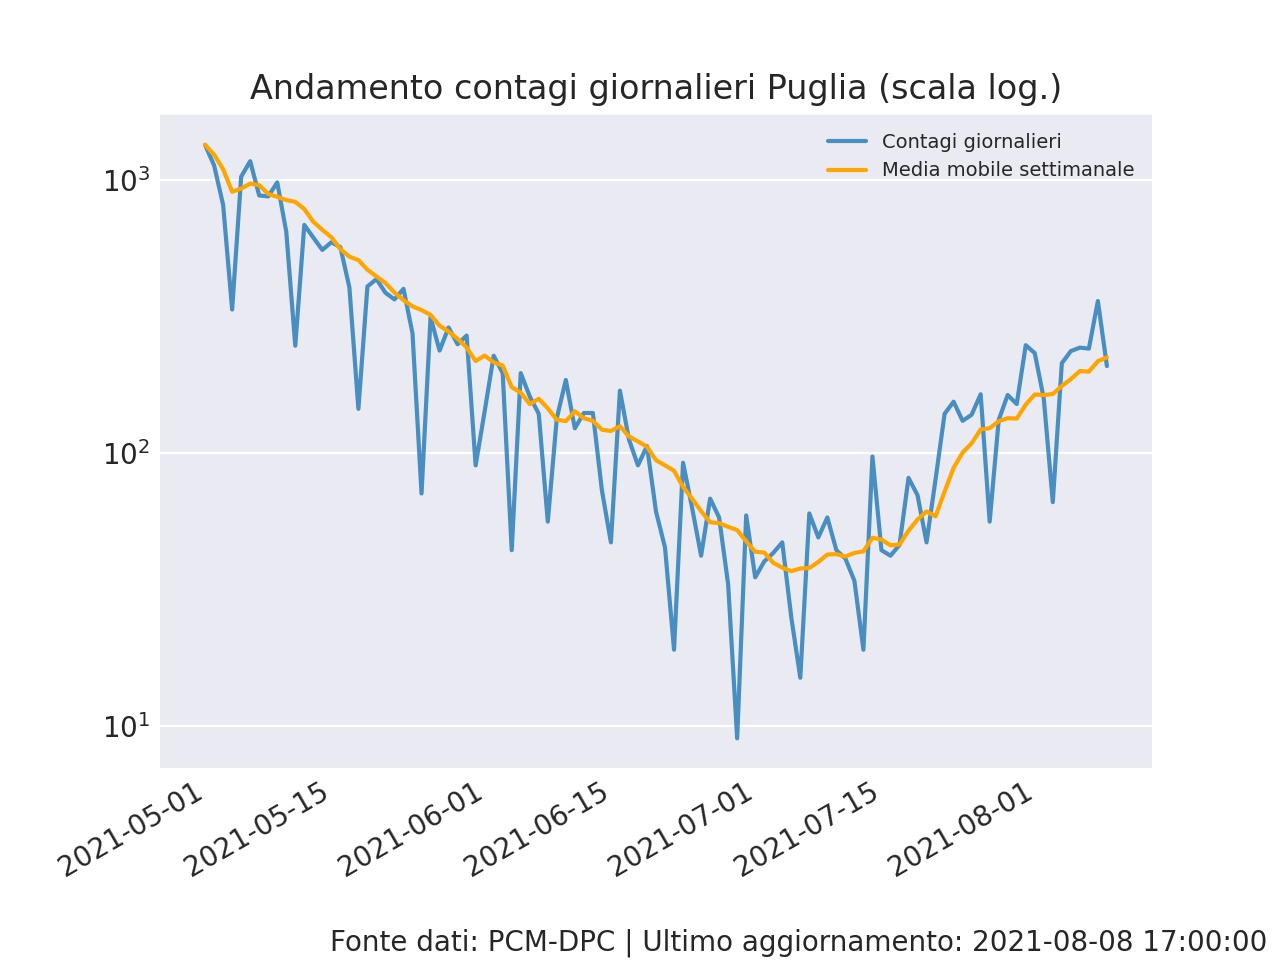 Andamento contagi giornalieri Puglia (scala log.)
Contagi giornalieri
Media mobile settimanale
10³
10²
10¹
2021-05-01
2021-05-15
2021-06-01
2021-06-15
2021-07-01
2021-07-15
2021-08-01
Fonte dati: PCM-DPC | Ultimo aggiornamento: 2021-08-08 17:00:00